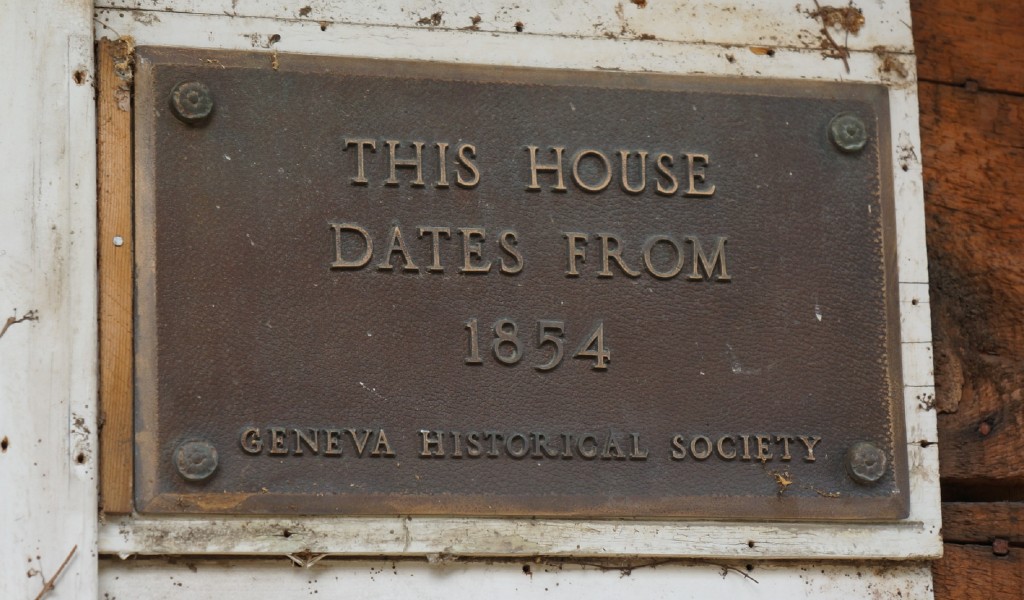 THIS HOUSE
DATES FROM
1854
GENEVA HISTORICAL SOCIETY